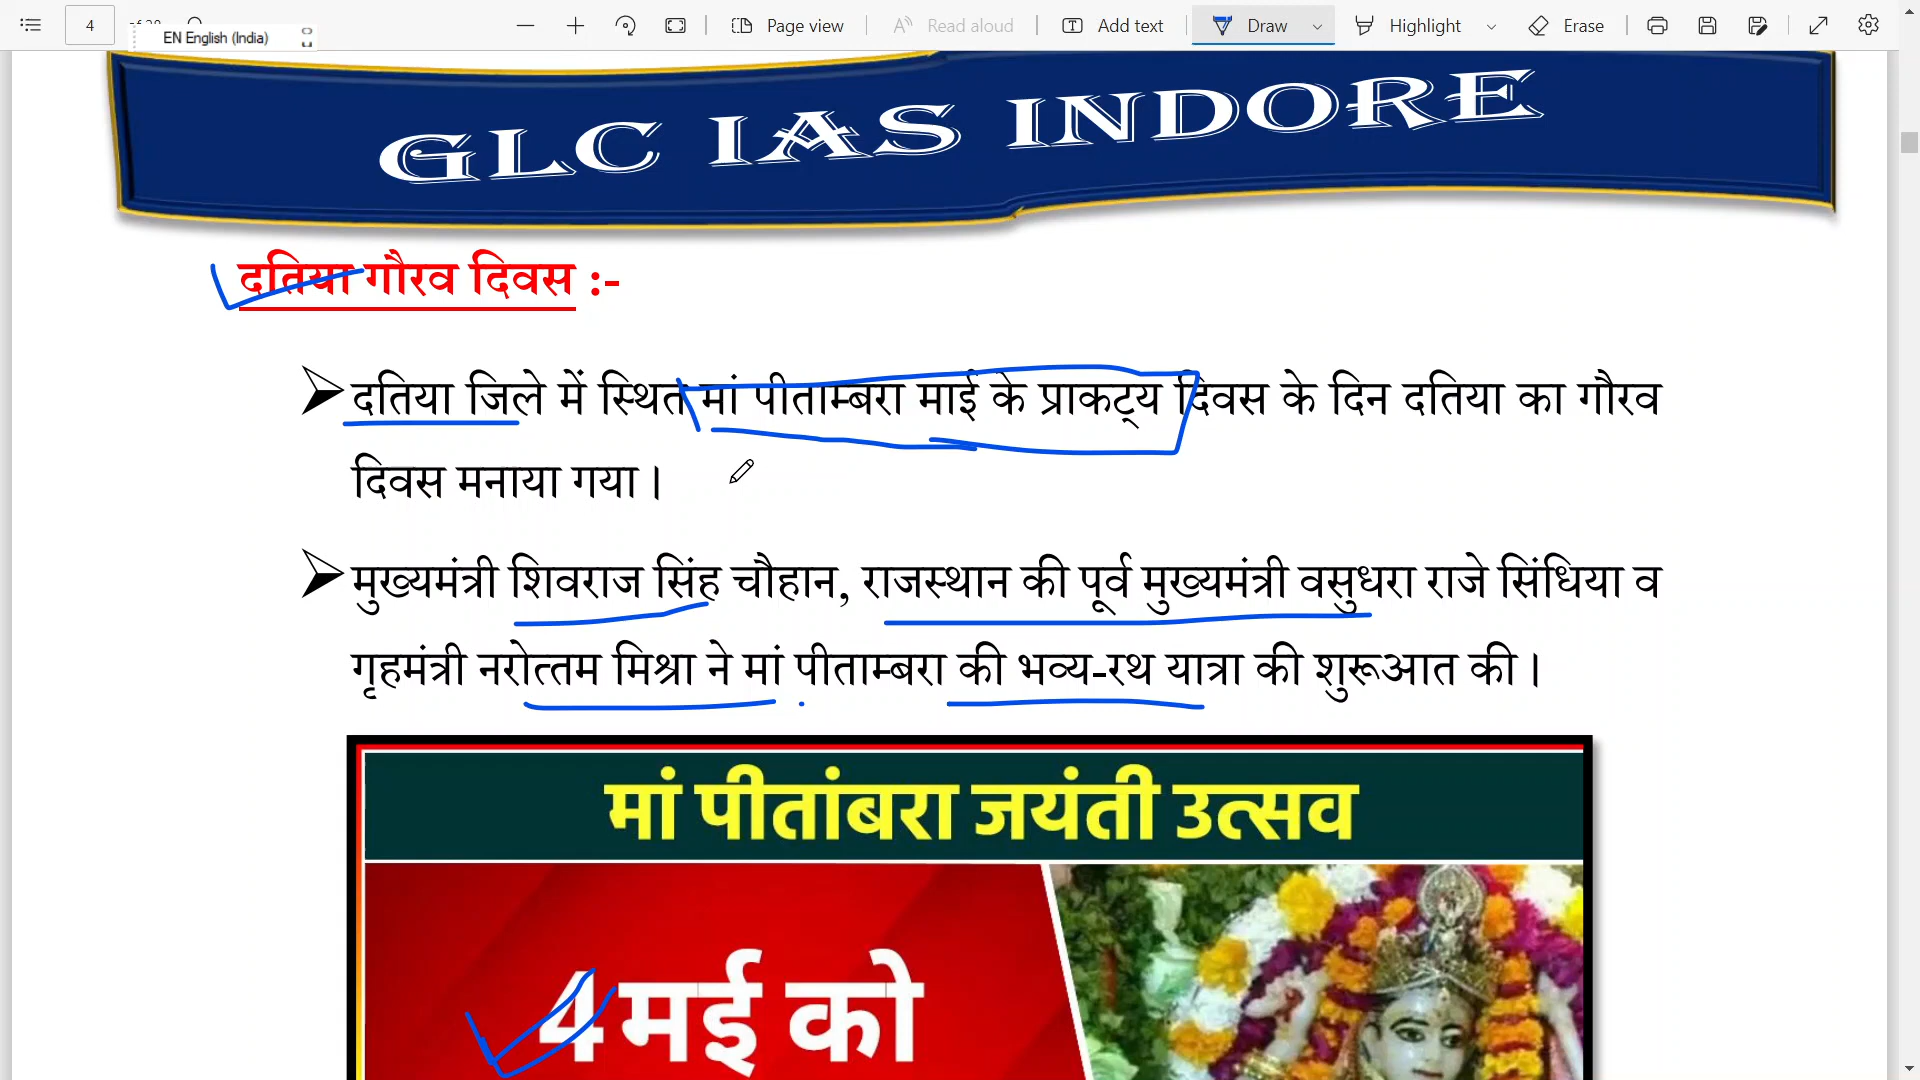 4
EN English (India)
Page view
Read aloud
Add text
Draw
Highlight
Erase
GLC IAS INDORE
दतिया गौरव दिवस :-
दतिया जिले में स्थित मां पीताम्बरा माई के प्राकट्य दिवस के दिन दतिया का गौरव
दिवस मनाया गया।
मुख्यमंत्री शिवराज सिंह चौहान, राजस्थान की पूर्व मुख्यमंत्री वसुधरा राजे सिंधिया व
गृहमंत्री नरोत्तम मिश्रा ने मां पीताम्बरा की भव्य-रथ यात्रा की शुरूआत की।
मां पीतांबरा जयंती उत्सव
4 मई को